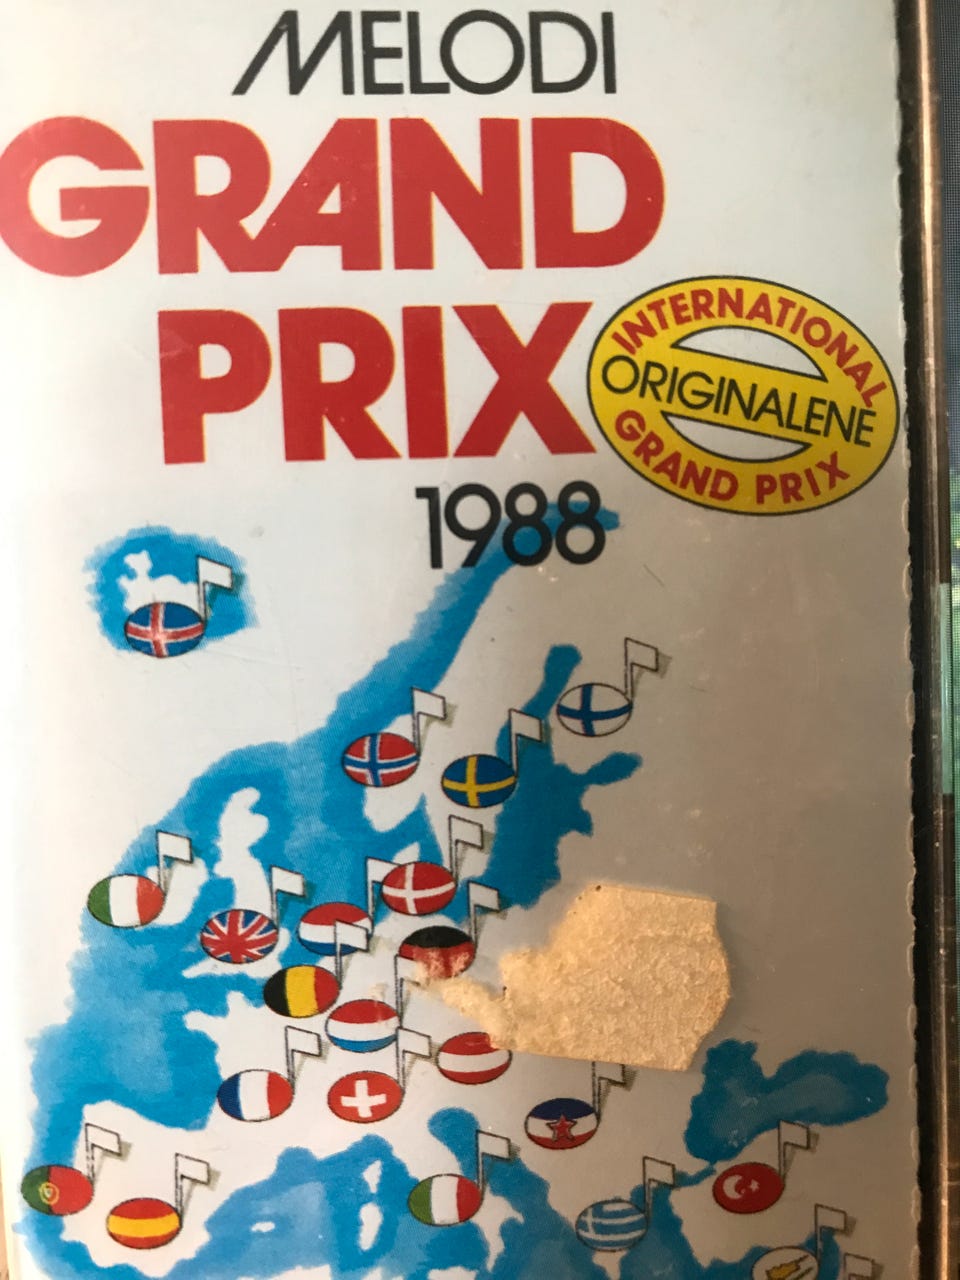 MELODI
GRAND
PRIX
INTERNATIONAL
ORIGINALENE
GRAND PRIX
1988